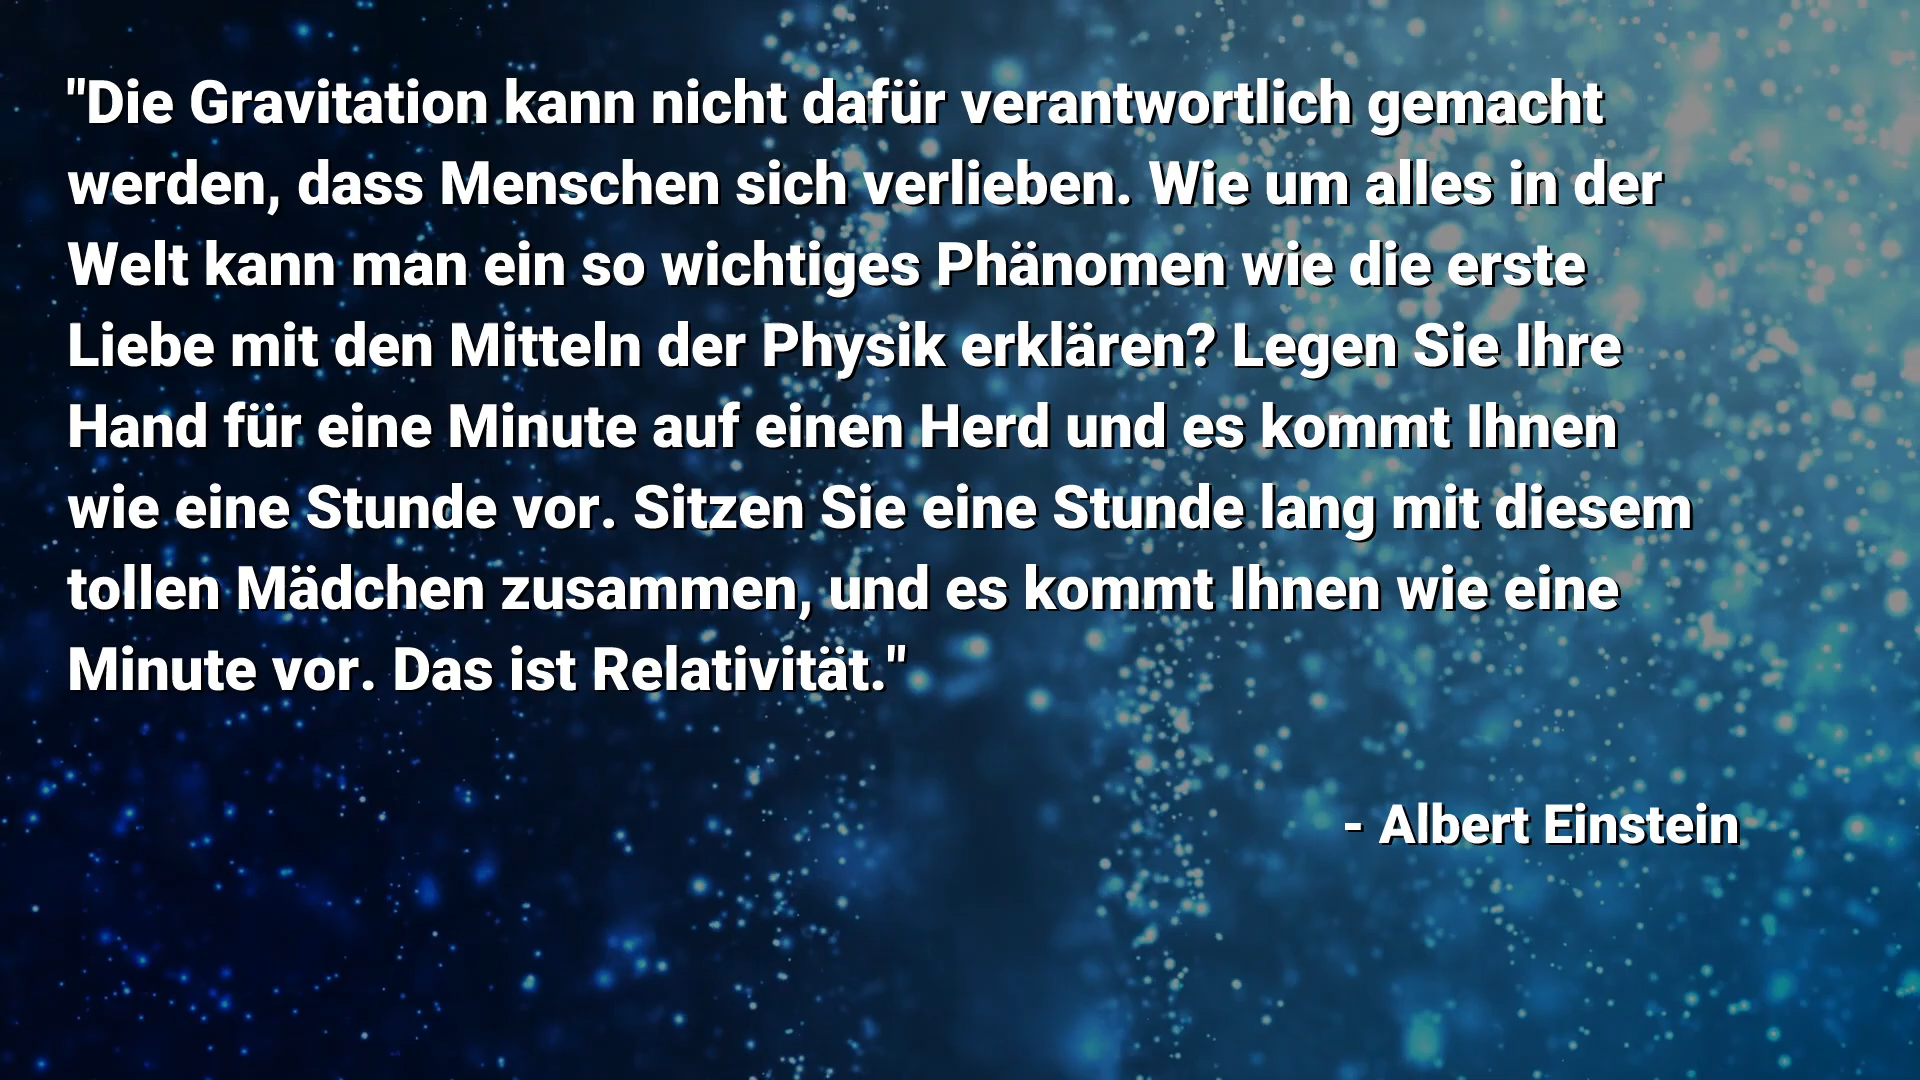 "Die Gravitation kann nicht dafür verantwortlich gemacht
werden, dass Menschen sich verlieben. Wie um alles in der
Welt kann man ein so wichtiges Phänomen wie die erste
Liebe mit den Mitteln der Physik erklären? Legen Sie Ihre
Hand für eine Minute auf einen Herd und es kommt Ihnen
wie eine Stunde vor. Sitzen Sie eine Stunde lang mit diesem
tollen Mädchen zusammen, und es kommt Ihnen wie eine
Minute vor. Das ist Relativität."
- Albert Einstein